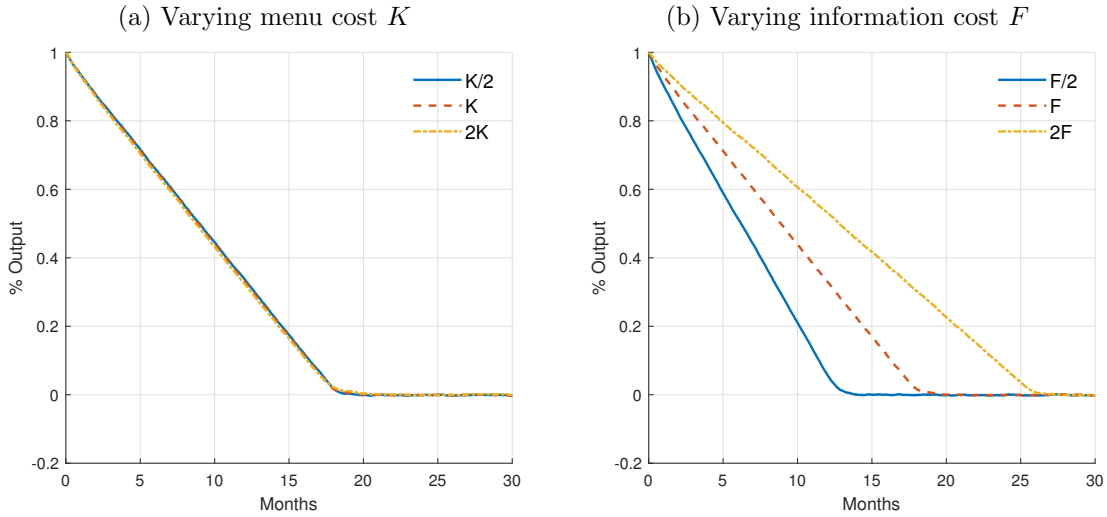 (a) Varying menu cost K
(b) Varying information cost F
1
0.8
0.6
0.4
0.2
0
-0.2
% Output
K/2
K
2K
0 5 10 15 20 25 30
Months
1
0.8
0.6
0.4
0.2
0
-0.2
% Output
F/2
F
2F
0 5 10 15 20 25 30
Months